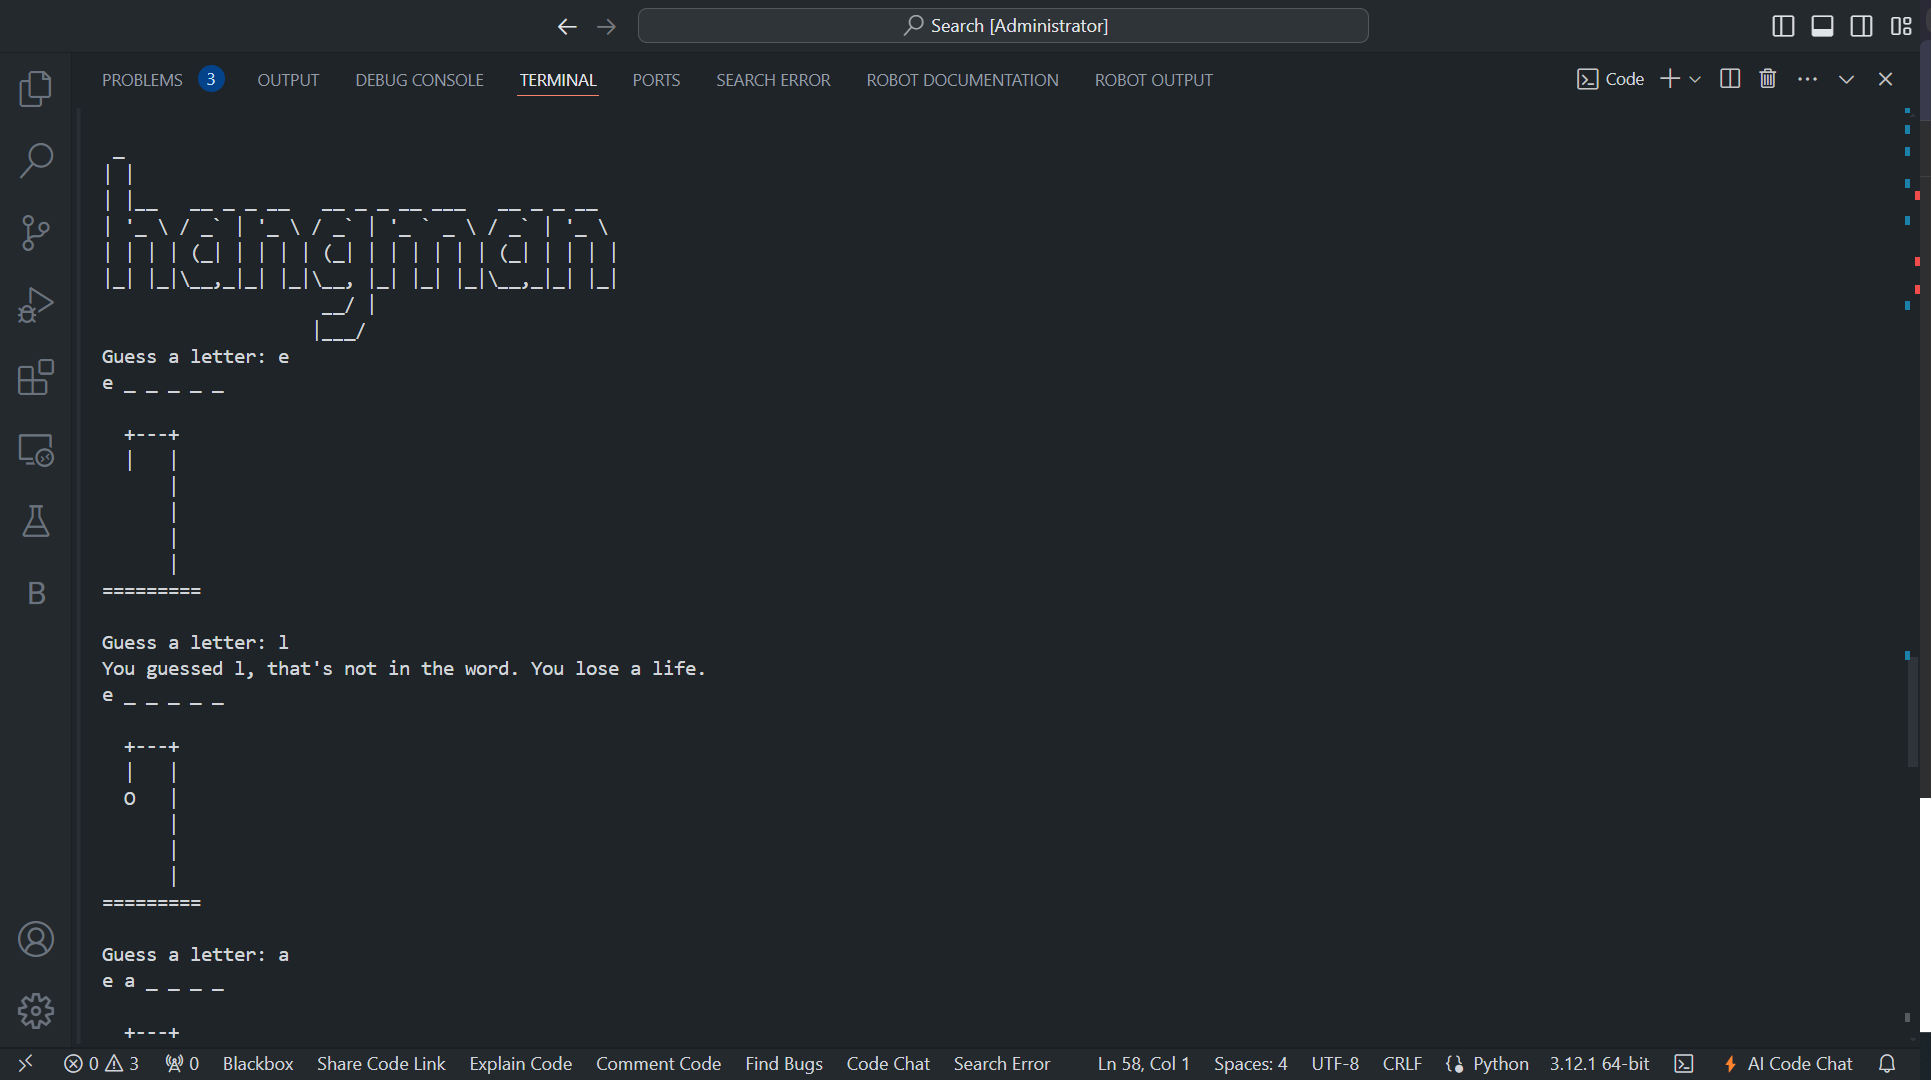 Search [Administrator]
PROBLEMS 3 OUTPUT DEBUG CONSOLE TERMINAL PORTS SEARCH ERROR ROBOT DOCUMENTATION ROBOT OUTPUT Code
hangman
Guess a letter: e
e _ _ _ _ _
+---+
|   |
    |
    |
    |
    |
=========
Guess a letter: l
You guessed l, that's not in the word. You lose a life.
e _ _ _ _ _
+---+
|   |
O   |
    |
    |
    |
=========
Guess a letter: a
e a _ _ _ _
+---+
B
0 3 0 Blackbox Share Code Link Explain Code Comment Code Find Bugs Code Chat Search Error Ln 58, Col 1 Spaces: 4 UTF-8 CRLF Python 3.12.1 64-bit AI Code Chat